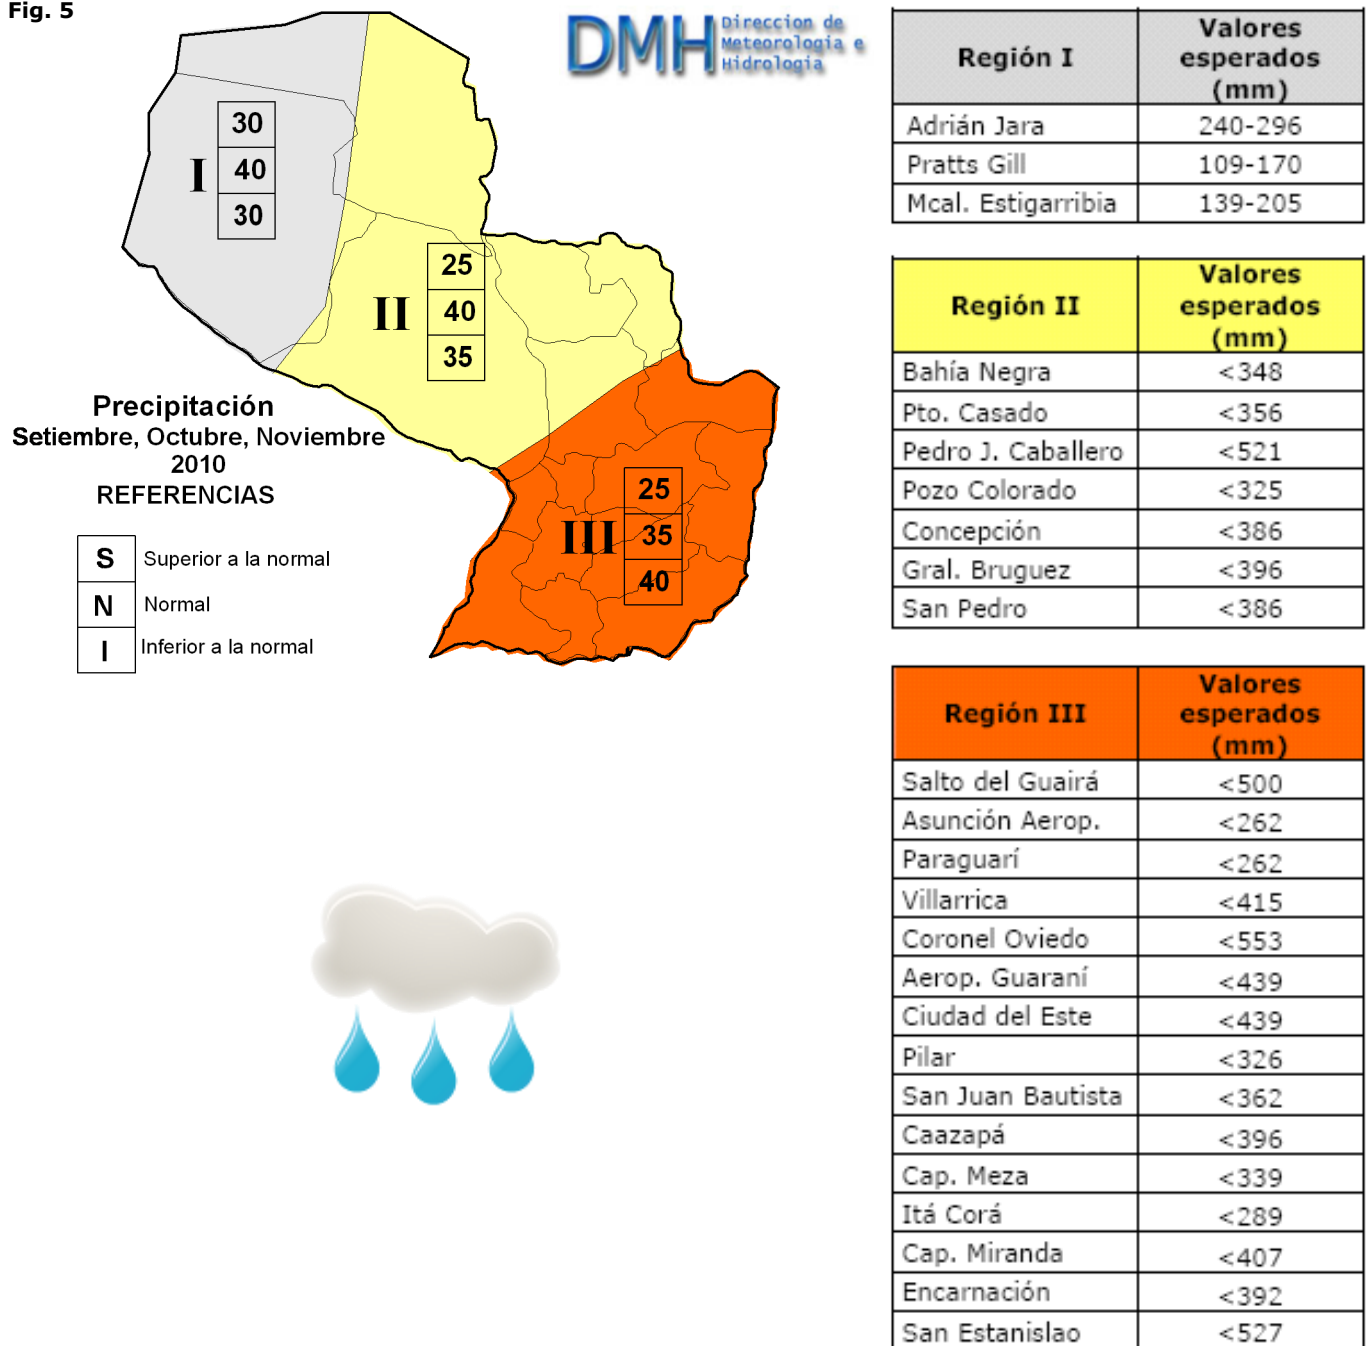 Fig. 5
DMH
Direccion de
Meteorologia e
Hidrologia
I
30
40
30
II
25
40
35
III
25
35
40
Precipitación
Setiembre, Octubre, Noviembre
2010
REFERENCIAS
S Superior a la normal
N Normal
I Inferior a la normal
Región I Valores esperados (mm)
Adrián Jara 240-296
Pratts Gill 109-170
Mcal. Estigarribia 139-205
Región II Valores esperados (mm)
Bahía Negra <348
Pto. Casado <356
Pedro J. Caballero <521
Pozo Colorado <325
Concepción <386
Gral. Bruguez <396
San Pedro <386
Región III Valores esperados (mm)
Salto del Guairá <500
Asunción Aerop. <262
Paraguarí <262
Villarrica <415
Coronel Oviedo <553
Aerop. Guaraní <439
Ciudad del Este <439
Pilar <326
San Juan Bautista <362
Caazapá <396
Cap. Meza <339
Itá Corá <289
Cap. Miranda <407
Encarnación <392
San Estanislao <527